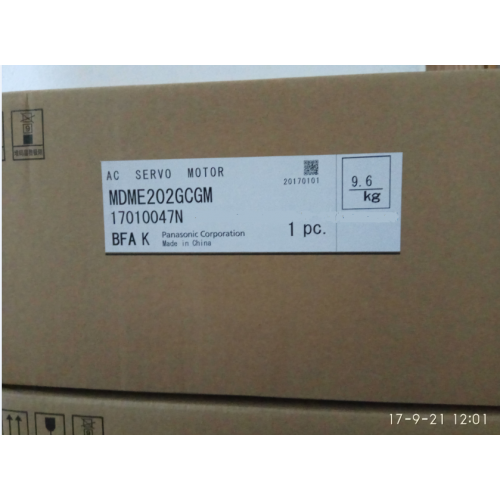 AC SERVO MOTOR
20170101
9.6
kg
MDME202GCGM
17010047N
BFA K
Panasonic Corporation
Made in China
1 pc.
17-9-21 12:01